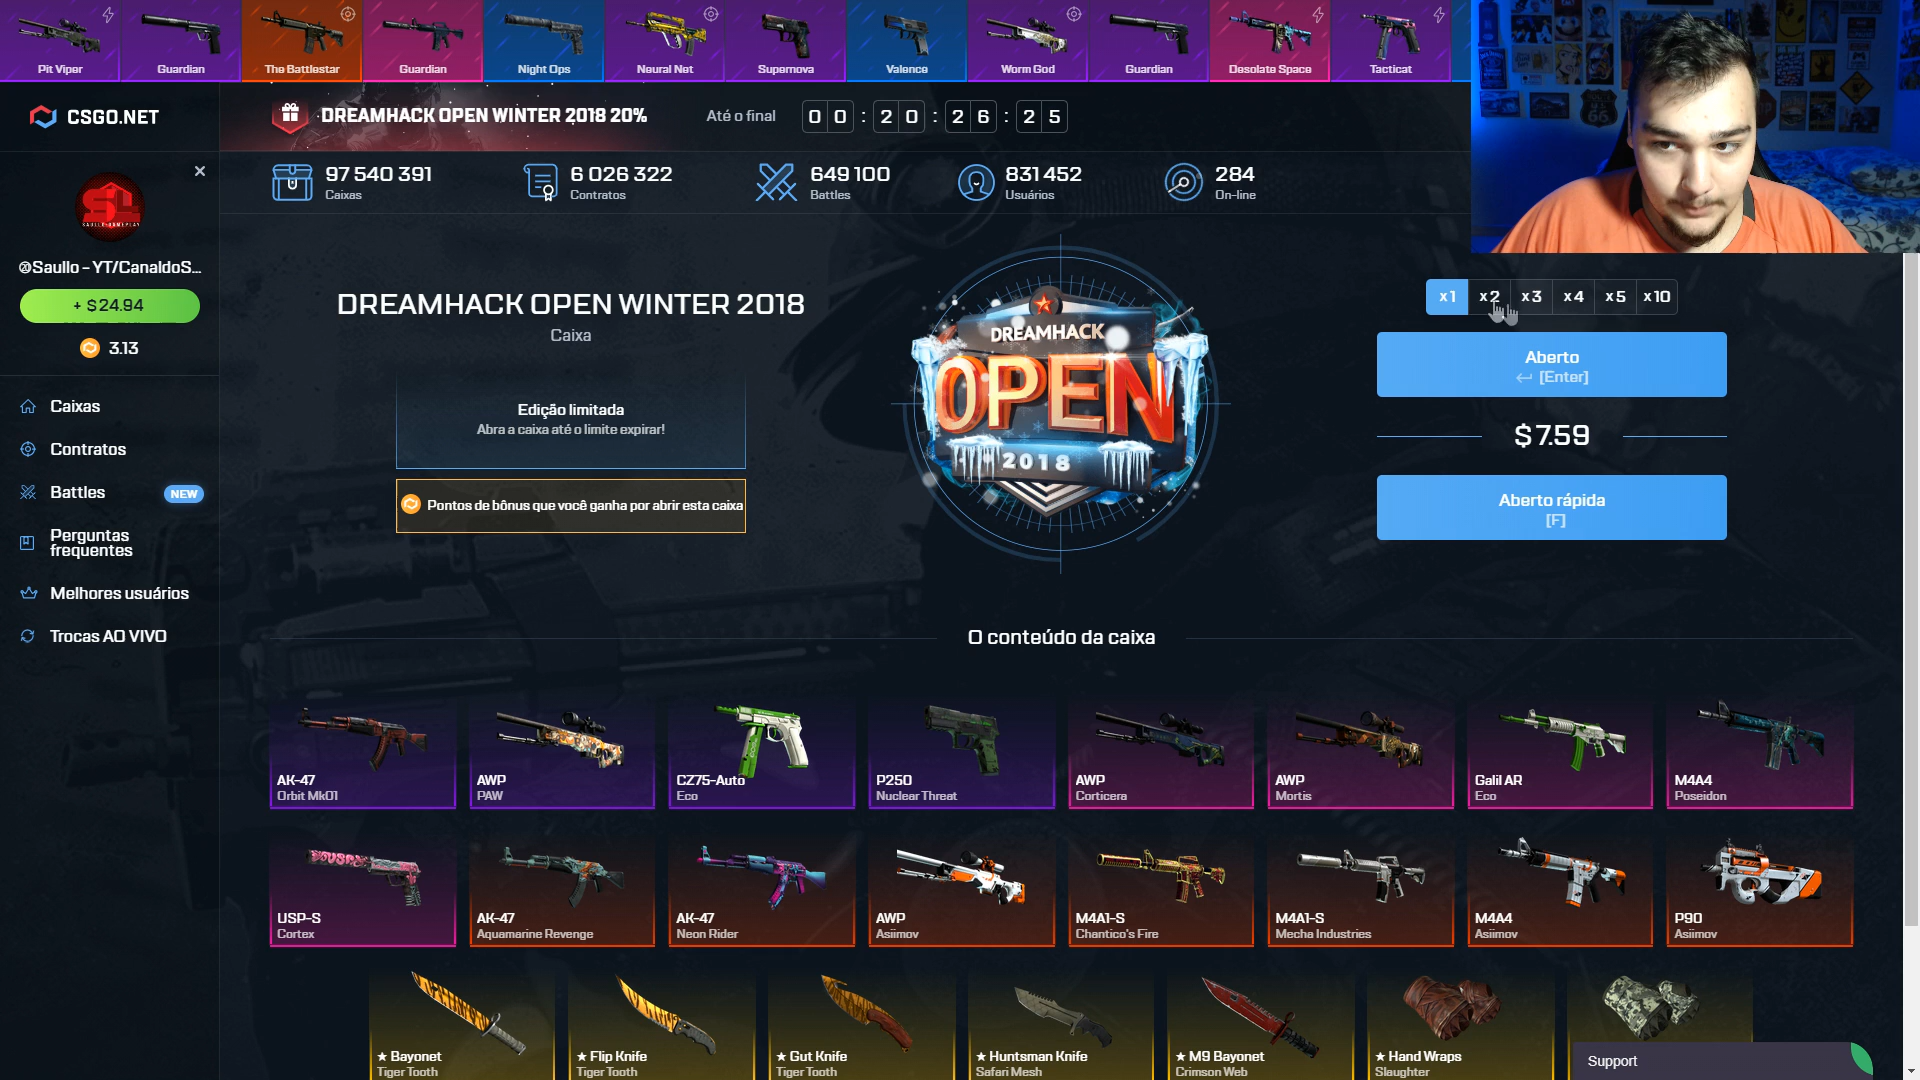 Pit Viper
Guardian
The Battlestar
Guardian
Night Ops
Neural Net
Supernova
Valence
Worm God
Guardian
Desolate Space
Tacticat
CSGO.NET
DREAMHACK OPEN WINTER 2018 20%
Até o final
00 : 20 : 26 : 25
97 540 391
Caixas
6 026 322
Contratos
649 100
Battles
831 452
Usuários
284
On-line
SL
SAULLO GAMEPLAY
@Saullo - YT/CanaldoS...
+ $24.94
3.13
Caixas
Contratos
Battles
NEW
Perguntas
frequentes
Melhores usuários
Trocas AO VIVO
DREAMHACK OPEN WINTER 2018
Caixa
Edição limitada
Abra a caixa até o limite expirar!
Pontos de bônus que você ganha por abrir esta caixa
DREAMHACK
OPEN
2018
x1
x2
x3
x4
x5
x10
Aberto
[Enter]
$7.59
Aberto rápida
[F]
66
O conteúdo da caixa
AK-47
Orbit Mk01
AWP
PAW
CZ75-Auto
Eco
P250
Nuclear Threat
AWP
Corticera
AWP
Mortis
Galil AR
Eco
M4A4
Poseidon
USP-S
Cortex
AK-47
Aquamarine Revenge
AK-47
Neon Rider
AWP
Asiimov
M4A1-S
Chantico's Fire
M4A1-S
Mecha Industries
M4A4
Asiimov
P90
Asiimov
★ Bayonet
Tiger Tooth
★ Flip Knife
Tiger Tooth
★ Gut Knife
Tiger Tooth
★ Huntsman Knife
Safari Mesh
★ M9 Bayonet
Crimson Web
★ Hand Wraps
Slaughter
Support